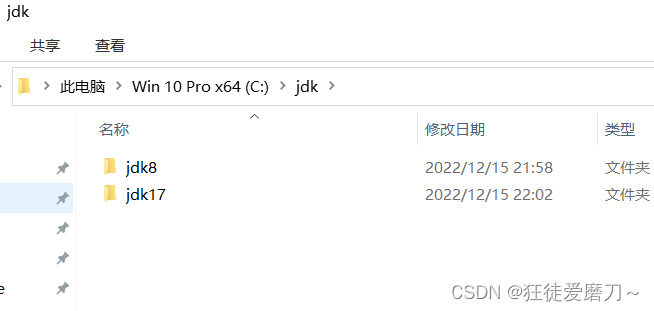 jdk
共享 查看
此电脑 Win 10 Pro x64 (C:) jdk
名称 修改日期 类型
jdk8 2022/12/15 21:58 文件夹
jdk17 2022/12/15 22:02 文件夹
e
CSDN @狂徒爱磨刀～